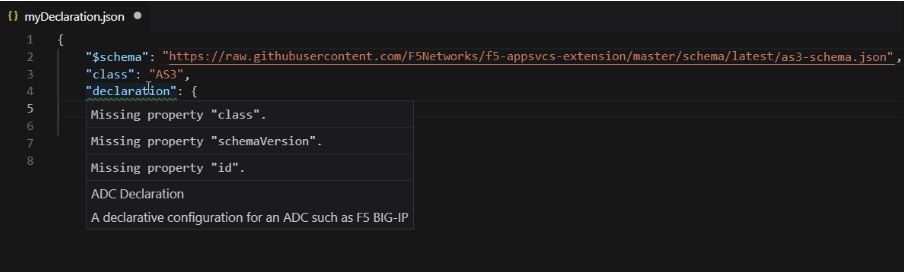 {} myDeclaration.json ●
1 {
2 "$schema": "https://raw.githubusercontent.com/F5Networks/f5-appsvcs-extension/master/schema/latest/as3-schema.json",
3 "class": "AS3",
4 "declaration": {
5
6
7
8
Missing property "class".
Missing property "schemaVersion".
Missing property "id".
ADC Declaration
A declarative configuration for an ADC such as F5 BIG-IP